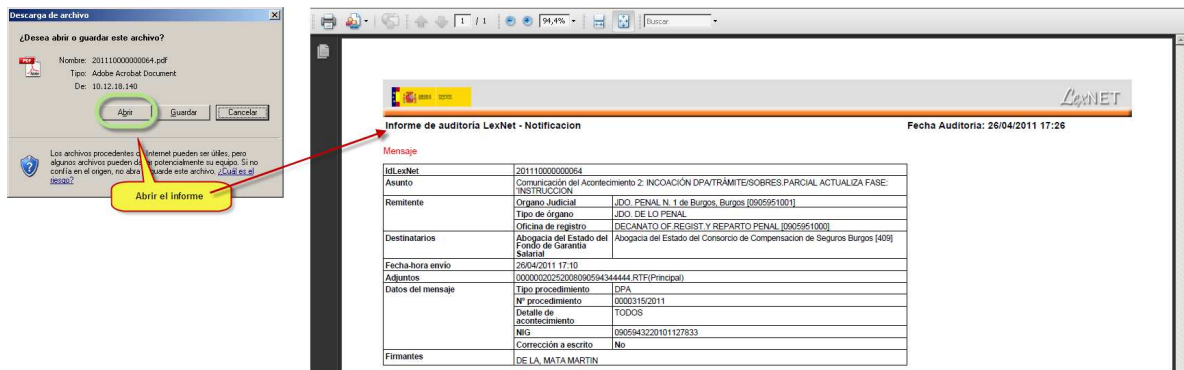 Descarga de archivo
¿Desea abrir o guardar este archivo?
Nombre: 201110000000064.pdf
Tipo: Adobe Acrobat Document
De: 10.12.18.140
Abrir
Guardar
Cancelar
Los archivos procedentes de Internet pueden ser útiles, pero
algunos archivos pueden dañar potencialmente su equipo. Si no
confía en el origen, no abra o guarde este archivo. ¿Cuál es el
riesgo?
Abrir el informe
1 / 1
94,4%
Buscar
LexNET
Informe de auditoría LexNet - Notificacion
Fecha Auditoria: 26/04/2011 17:26
Mensaje
IdLexNet 201110000000064
Asunto Comunicación del Acontecimiento 2: INCOACIÓN DPA/TRÁMITE/SOBRES.PARCIAL ACTUALIZA FASE:
'INSTRUCCION
Remitente Organo Judicial JDO. PENAL N. 1 de Burgos, Burgos [0905951001]
Tipo de órgano JDO. DE LO PENAL
Oficina de registro DECANATO OF.REGIST.Y REPARTO PENAL [0905951000]
Destinatarios Abogacia del Estado del Abogacia del Estado del Consorcio de Compensacion de Seguros Burgos [409]
Fondo de Garantía
Salarial
Fecha-hora envío 26/04/2011 17:10
Adjuntos 00000020252008090594344444.RTF(Principal)
Datos del mensaje Tipo procedimiento DPA
Nº procedimiento 0000315/2011
Detalle de TODOS
acontecimiento
NIG 0905943220101127833
Corrección a escrito No
Firmantes DE LA, MATA MARTIN